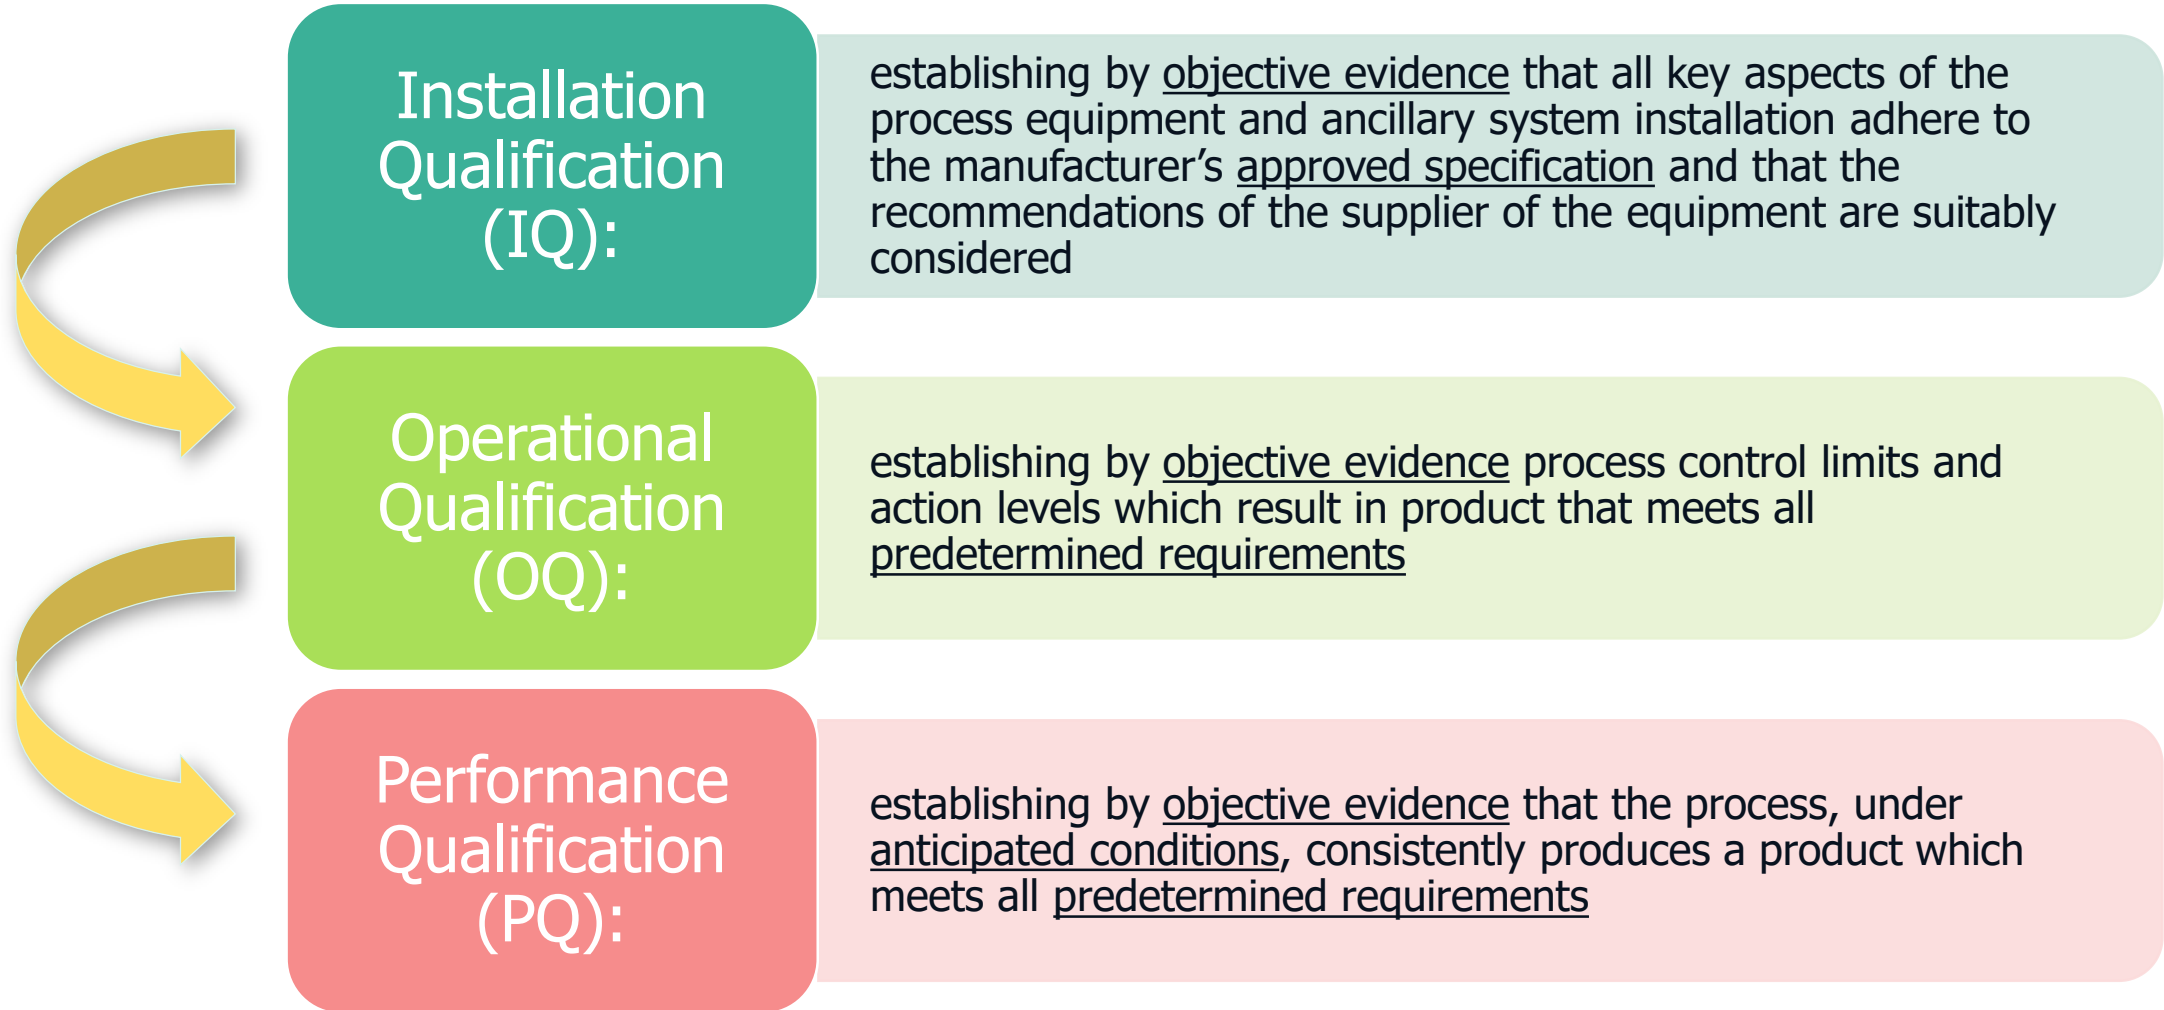 Installation
Qualification
(IQ):
establishing by objective evidence that all key aspects of the
process equipment and ancillary system installation adhere to
the manufacturer’s approved specification and that the
recommendations of the supplier of the equipment are suitably
considered
Operational
Qualification
(OQ):
establishing by objective evidence process control limits and
action levels which result in product that meets all
predetermined requirements
Performance
Qualification
(PQ):
establishing by objective evidence that the process, under
anticipated conditions, consistently produces a product which
meets all predetermined requirements